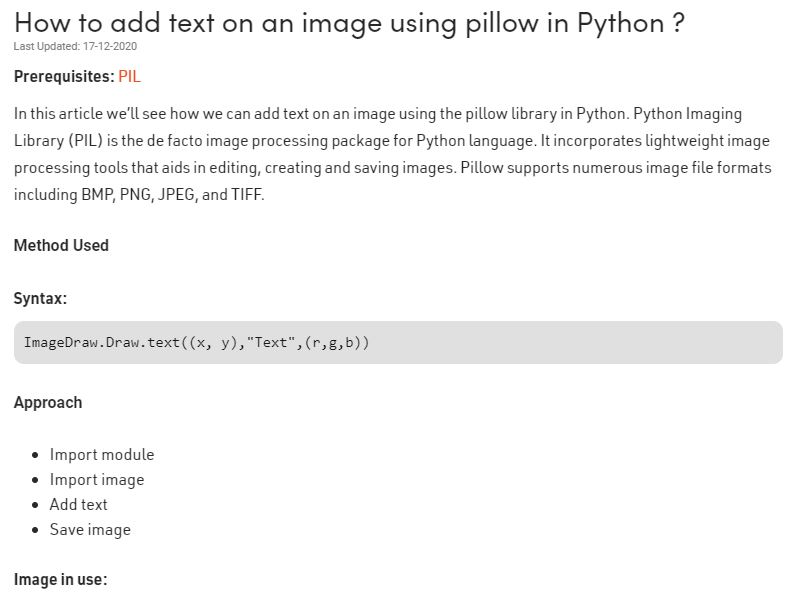 How to add text on an image using pillow in Python ?
Last Updated: 17-12-2020
Prerequisites: PIL
In this article we'll see how we can add text on an image using the pillow library in Python. Python Imaging
Library (PIL) is the de facto image processing package for Python language. It incorporates lightweight image
processing tools that aids in editing, creating and saving images. Pillow supports numerous image file formats
including BMP, PNG, JPEG, and TIFF.
Method Used
Syntax:
ImageDraw.Draw.text((x, y),"Text",(r,g,b))
Approach
• Import module
• Import image
• Add text
• Save image
Image in use: